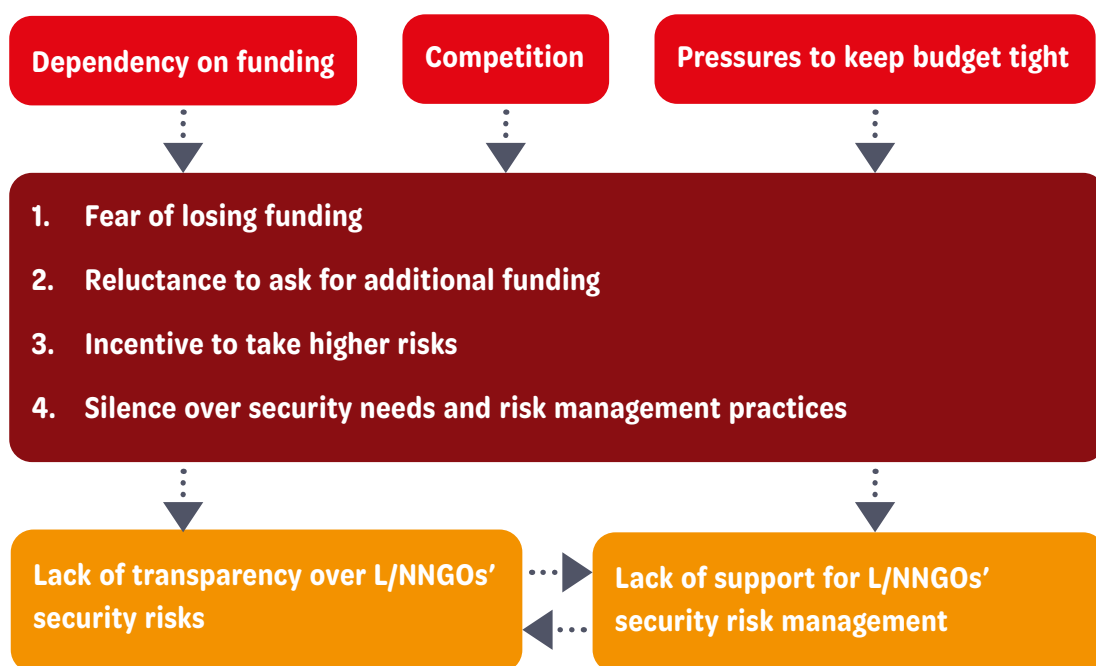 Dependency on funding
Competition
Pressures to keep budget tight
1. Fear of losing funding
2. Reluctance to ask for additional funding
3. Incentive to take higher risks
4. Silence over security needs and risk management practices
Lack of transparency over L/NNGOs’
security risks
Lack of support for L/NNGOs’
security risk management